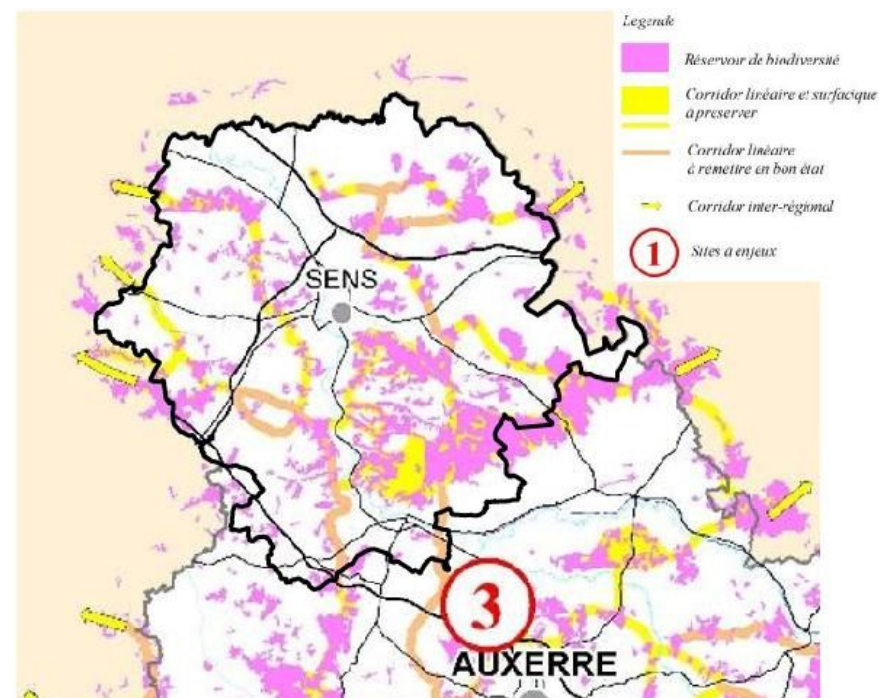 Legende
Réservoir de biodiversité
Corridor linéaire et surfacique
à préserver
Corridor linéaire
à remettre en bon état
Corridor inter-régional
1
Sites à enjeux
SENS
3
AUXERRE